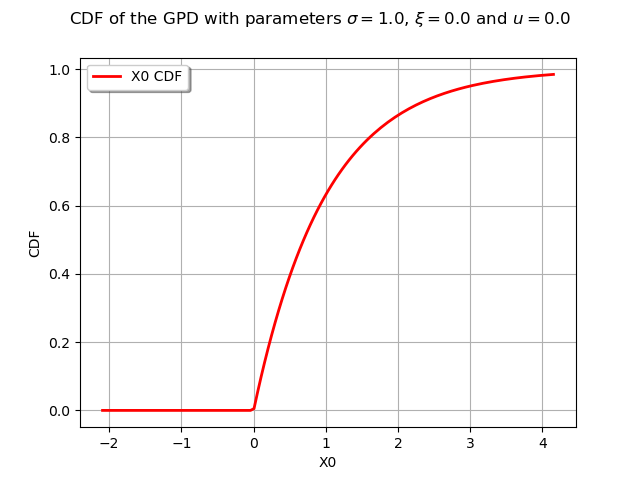 CDF of the GPD with parameters σ = 1.0, ξ = 0.0 and u = 0.0
X0 CDF
1.0
0.8
0.6
0.4
0.2
0.0
CDF
−2 −1 0 1 2 3 4
X0